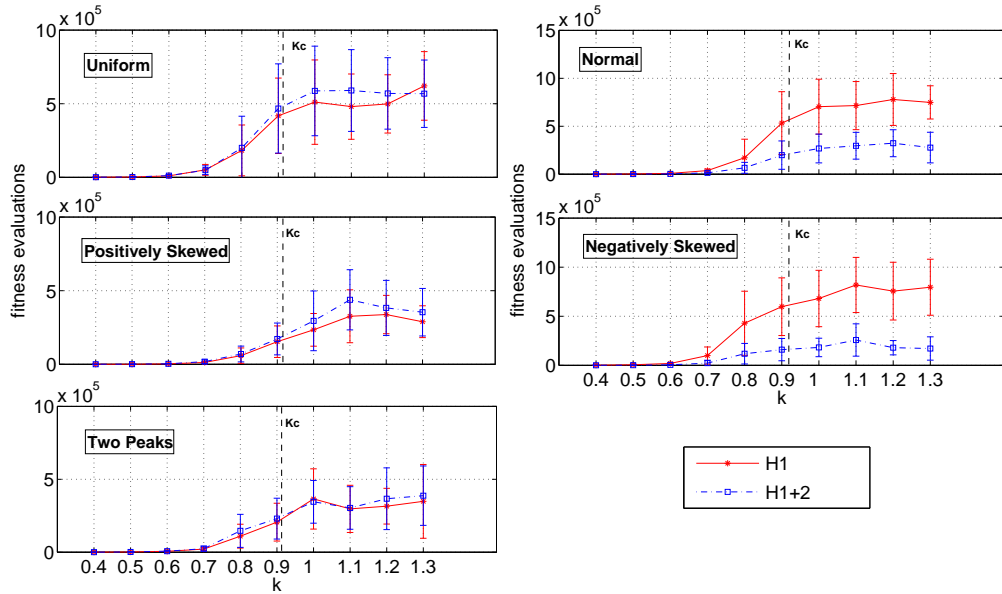 x 10^5
10
5
0
Uniform
Kc
x 10^5
15
10
5
0
Normal
Kc
fitness evaluations
fitness evaluations
x 10^5
10
5
0
Positively Skewed
Kc
x 10^5
15
10
5
0
Negatively Skewed
Kc
0.4 0.5 0.6 0.7 0.8 0.9 1 1.1 1.2 1.3
k
x 10^5
10
5
0
Two Peaks
Kc
0.4 0.5 0.6 0.7 0.8 0.9 1 1.1 1.2 1.3
k
H1
H1+2